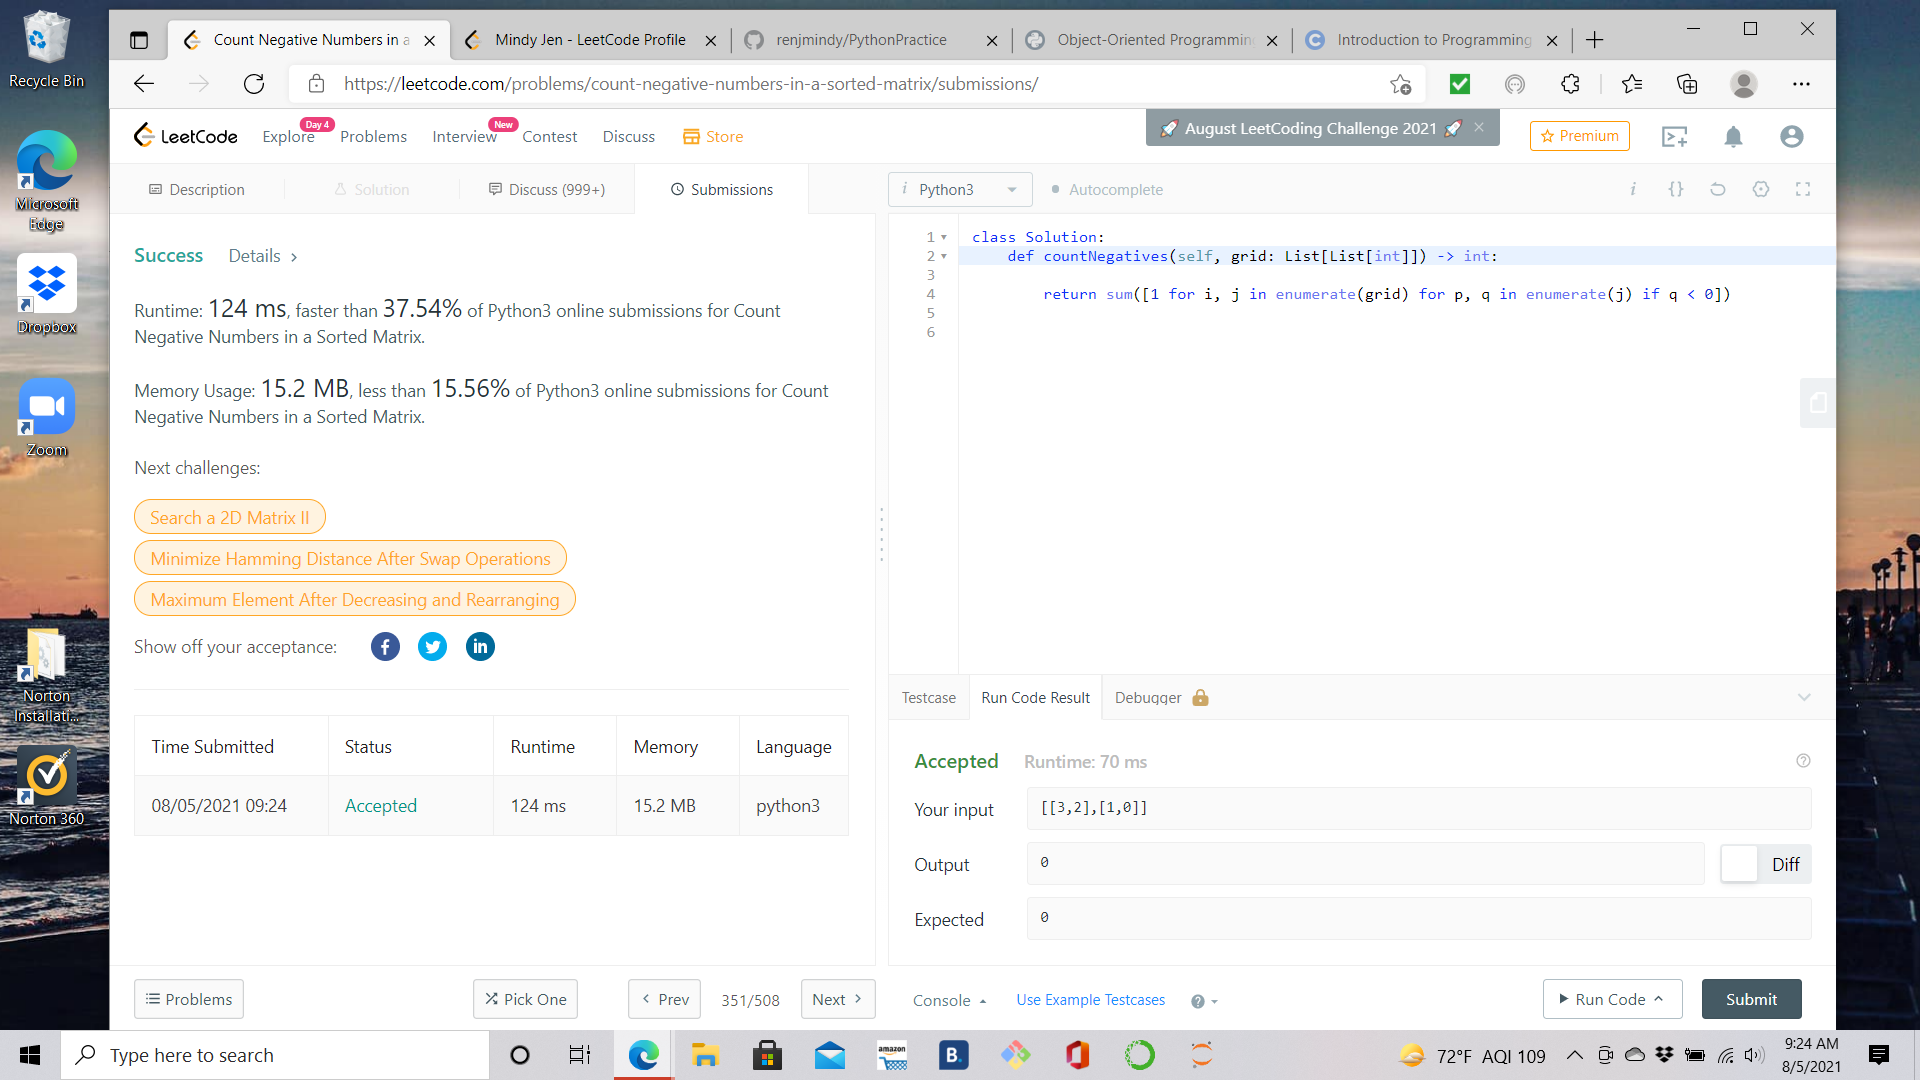 Recycle Bin
Microsoft
Edge
Dropbox
Zoom
Norton
Installati...
Norton 360
Count Negative Numbers in a
Mindy Jen - LeetCode Profile
renjmindy/PythonPractice
Object-Oriented Programming
Introduction to Programming
https://leetcode.com/problems/count-negative-numbers-in-a-sorted-matrix/submissions/
LeetCode
Explore
Day 4
Problems
Interview
New
Contest
Discuss
Store
🚀 August LeetCoding Challenge 2021 🚀
Premium
Description
Solution
Discuss (999+)
Submissions
i Python3
Autocomplete
i {}
Success
Details >
Runtime: 124 ms, faster than 37.54% of Python3 online submissions for Count
Negative Numbers in a Sorted Matrix.
Memory Usage: 15.2 MB, less than 15.56% of Python3 online submissions for Count
Negative Numbers in a Sorted Matrix.
Next challenges:
Search a 2D Matrix II
Minimize Hamming Distance After Swap Operations
Maximum Element After Decreasing and Rearranging
Show off your acceptance:
f
in
Time Submitted Status Runtime Memory Language
08/05/2021 09:24 Accepted 124 ms 15.2 MB python3
Problems
Pick One
< Prev
351/508
Next >
1 class Solution:
2     def countNegatives(self, grid: List[List[int]]) -> int:
3
4         return sum([1 for i, j in enumerate(grid) for p, q in enumerate(j) if q < 0])
5
6
Testcase
Run Code Result
Debugger
Accepted Runtime: 70 ms
Your input [[3,2],[1,0]]
Output 0
Diff
Expected 0
Console
Use Example Testcases
Run Code
Submit
Type here to search
amazon
B.
72°F AQI 109
9:24 AM
8/5/2021